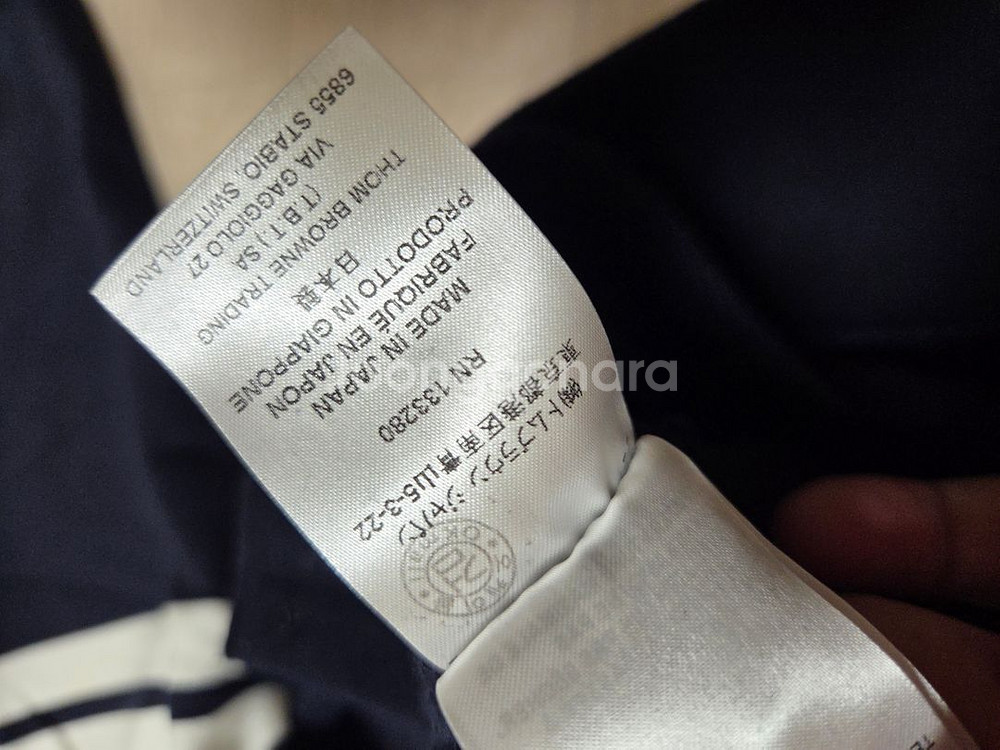 ㈱トムブラウン ジャパン
東京都港区南青山5-3-22
RN 133280
MADE IN JAPAN
FABRIQUÉ EN JAPON
PRODOTTO IN GIAPPONE
日本製
THOM BROWNE TRADING
(T B T ) SA
VIA GAGGIOLO 27
6855 STABIO, SWITZERLAND